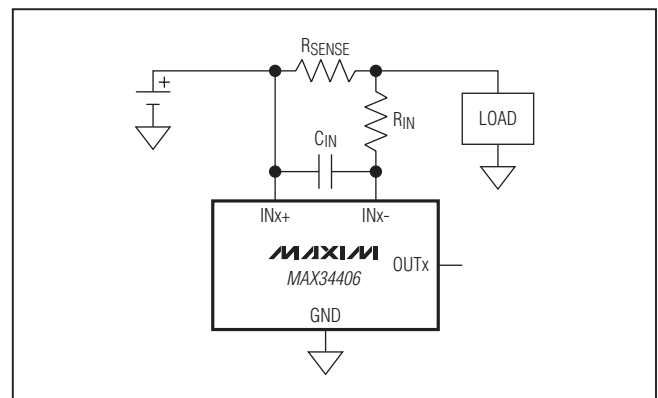 RSENSE
+
RIN
LOAD
CIN
INx+ INx-
MAXIM
OUTx
MAX34406
GND